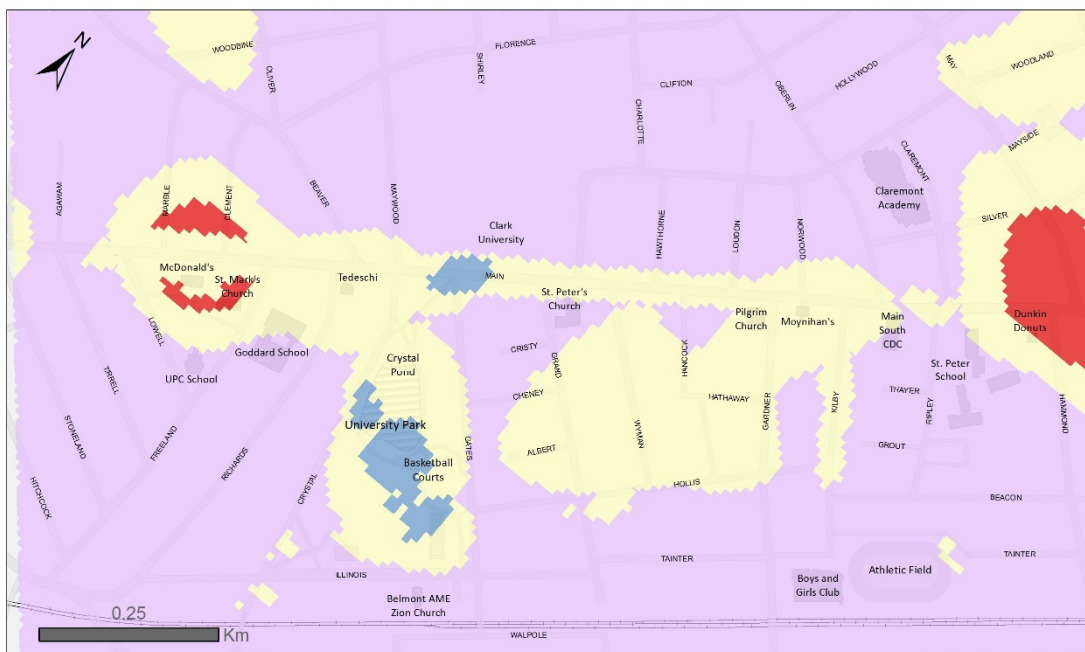 N
WOODBINE
OLIVER
SHIRLEY
FLORENCE
CLIFTON
CHARLOTTE
OBERLIN
HOLLYWOOD
MAY
WOODLAND
MAYSIDE
CLAREMONT
Claremont
Academy
SILVER
AGAWAM
MARBLE
CLEMENT
BEAVER
MAYWOOD
Clark
University
HAWTHORNE
LOUDON
NORWOOD
McDonald's
St. Mark's
Church
Tedeschi
MAIN
St. Peter's
Church
Pilgrim
Church
Moynihan's
Main
South
CDC
Dunkin
Donuts
LOWELL
TIRRELL
Goddard School
UPC School
Crystal
Pond
CRISTY
GRAND
HANCOCK
CHENEY
HATHAWAY
GARDNER
KILBY
THAYER
RIPLEY
St. Peter
School
HAMMOND
STONELAND
FREELAND
RICHARDS
University Park
Basketball
Courts
GATES
ALBERT
WYMAN
GROUT
HITCHCOCK
CRYSTAL
HOLLIS
BEACON
ILLINOIS
TAINTER
Athletic Field
TAINTER
Boys and
Girls Club
Belmont AME
Zion Church
0.25
Km
WALPOLE